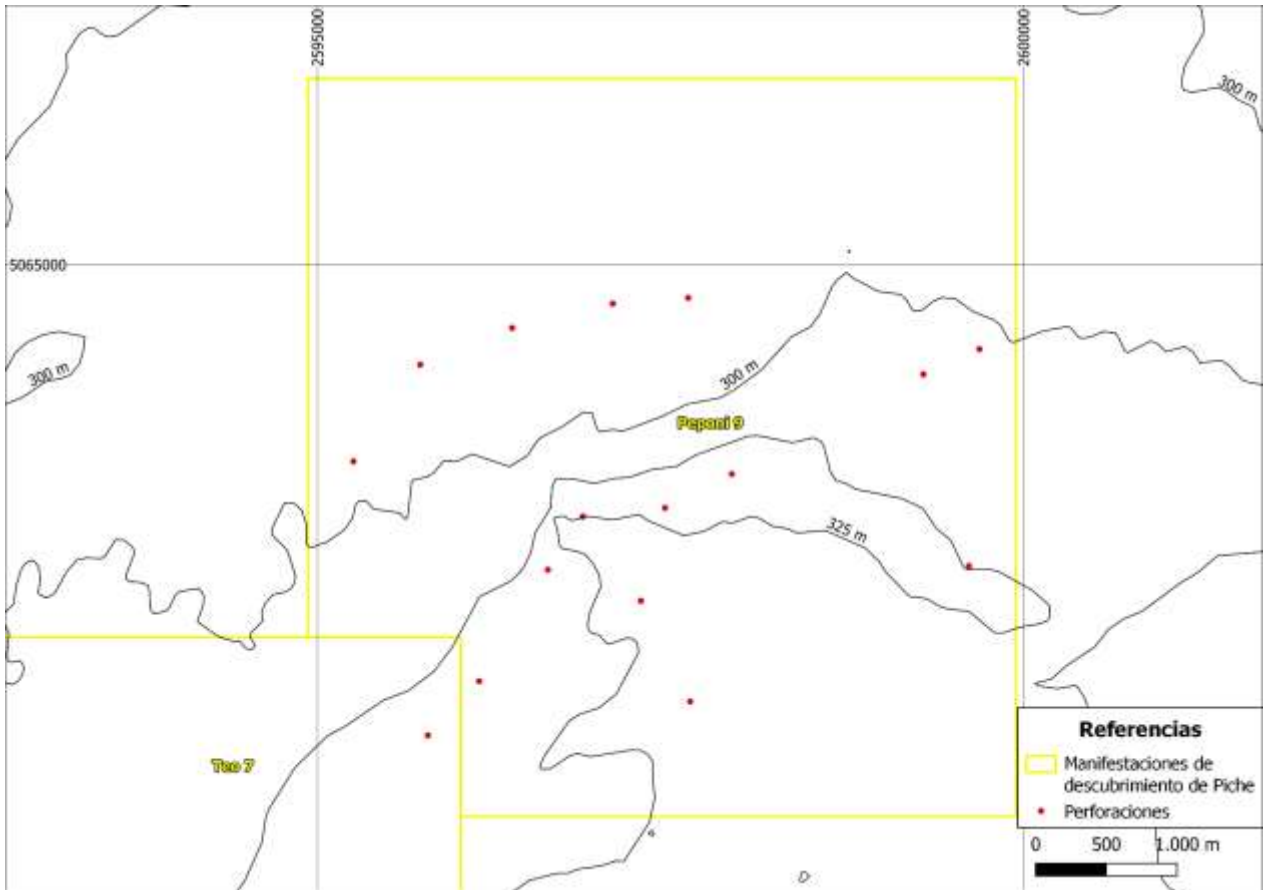 2595000
2600000
300 m
5065000
300 m
300 m
Peponi 9
325 m
Teo 7
Referencias
Manifestaciones de
descubrimiento de Piche
Perforaciones
0 500 1.000 m